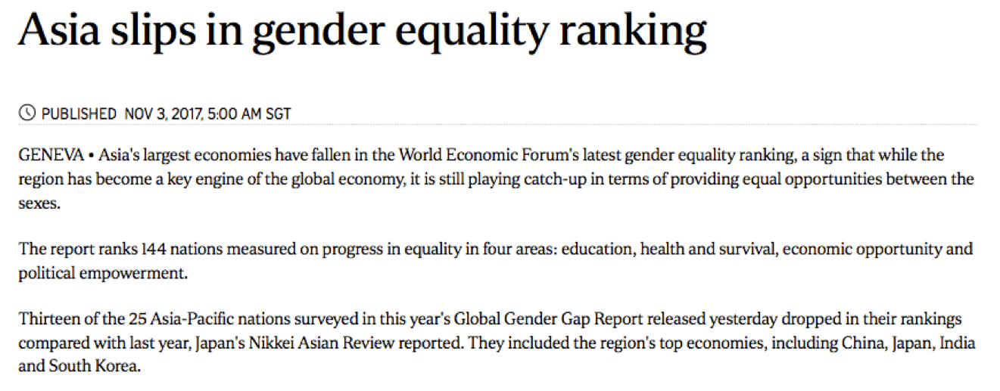 Asia slips in gender equality ranking
PUBLISHED NOV 3, 2017, 5:00 AM SGT
GENEVA • Asia's largest economies have fallen in the World Economic Forum's latest gender equality ranking, a sign that while the
region has become a key engine of the global economy, it is still playing catch-up in terms of providing equal opportunities between the
sexes.
The report ranks 144 nations measured on progress in equality in four areas: education, health and survival, economic opportunity and
political empowerment.
Thirteen of the 25 Asia-Pacific nations surveyed in this year's Global Gender Gap Report released yesterday dropped in their rankings
compared with last year, Japan's Nikkei Asian Review reported. They included the region's top economies, including China, Japan, India
and South Korea.